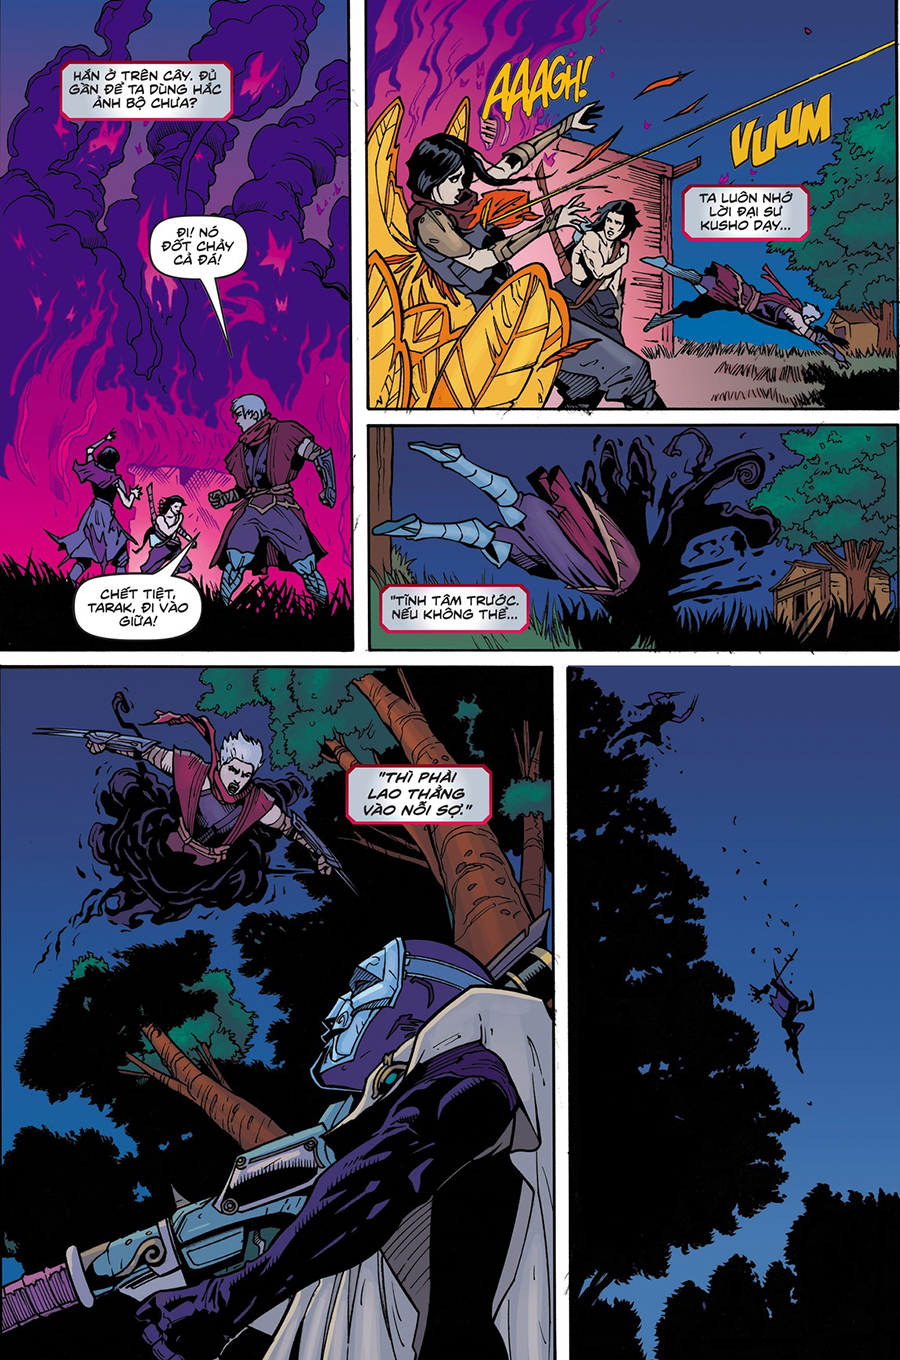 HẮN Ở TRÊN CÂY. ĐỦ
GẦN ĐỂ TA DÙNG HẮC
ẢNH BỘ CHƯA?
ĐI! NÓ
ĐỐT CHẢY
CẢ ĐÁ!
CHẾT TIỆT,
TARAK, ĐI VÀO
GIỮA!
AAAGH!
VUUM
TA LUÔN NHỚ
LỜI ĐẠI SƯ
KUSHO DẠY...
"TĨNH TÂM TRƯỚC.
NẾU KHÔNG THỂ...
"THÌ PHẢI
LAO THẲNG
VÀO NỖI SỢ."